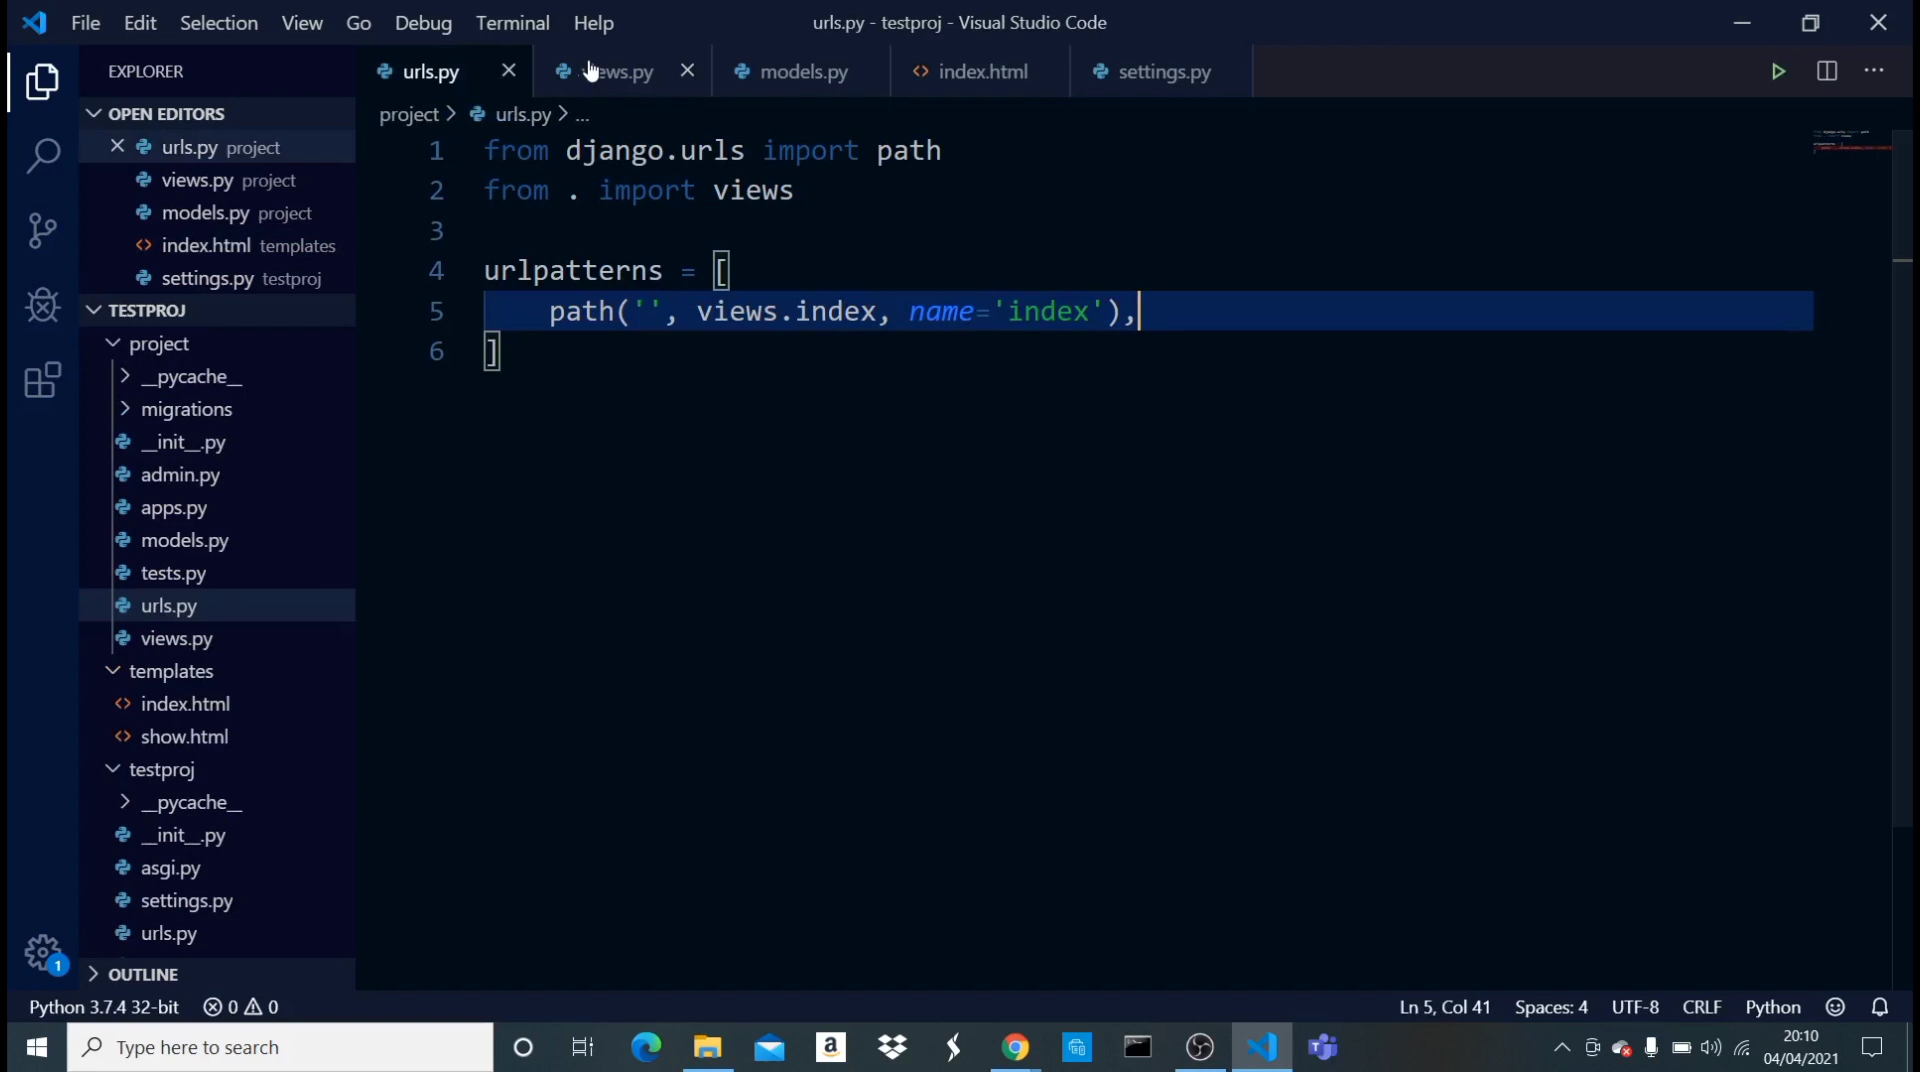 File Edit Selection View Go Debug Terminal Help
urls.py - testproj - Visual Studio Code
EXPLORER
urls.py
ews.py
models.py
index.html
settings.py
OPEN EDITORS
urls.py project
views.py project
models.py project
index.html templates
settings.py testproj
TESTPROJ
project
__pycache__
migrations
__init__.py
admin.py
apps.py
models.py
tests.py
urls.py
views.py
templates
index.html
show.html
testproj
__pycache__
__init__.py
asgi.py
settings.py
urls.py
OUTLINE
project > urls.py > ...
1 from django.urls import path
2 from . import views
3
4 urlpatterns = [
5 path('', views.index, name='index'),
6 ]
1
Python 3.7.4 32-bit 0 0
Ln 5, Col 41 Spaces: 4 UTF-8 CRLF Python
Type here to search
20:10
04/04/2021